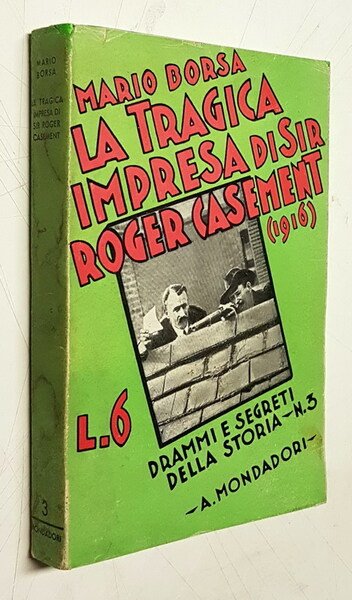 MARIO BORSA
LA TRAGICA
IMPRESA DI SIR
ROGER CASEMENT
(1916)
L.6
DRAMMI E SEGRETI
DELLA STORIA - N.3
- A. MONDADORI -
MARIO
BORSA
LA TRAGICA
IMPRESA DI
SIR ROGER
CASEMENT
3
MONDADORI